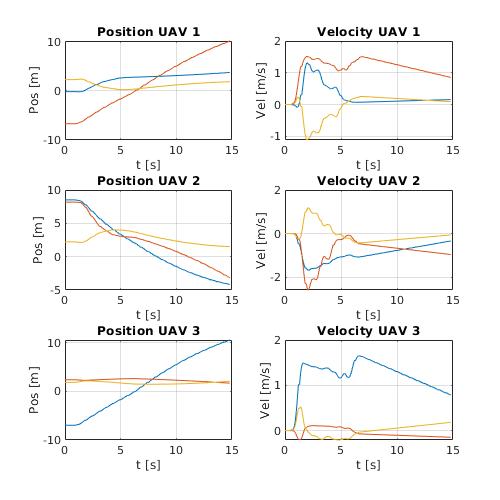 Position UAV 1
Velocity UAV 1
10
0
-10
Pos [m]
0 5 10 15
t [s]
2
1
0
-1
Vel [m/s]
0 5 10 15
t [s]
Position UAV 2
Velocity UAV 2
10
5
0
-5
Pos [m]
0 5 10 15
t [s]
2
0
-2
Vel [m/s]
0 5 10 15
t [s]
Position UAV 3
Velocity UAV 3
10
0
-10
Pos [m]
0 5 10 15
t [s]
2
1
0
Vel [m/s]
0 5 10 15
t [s]